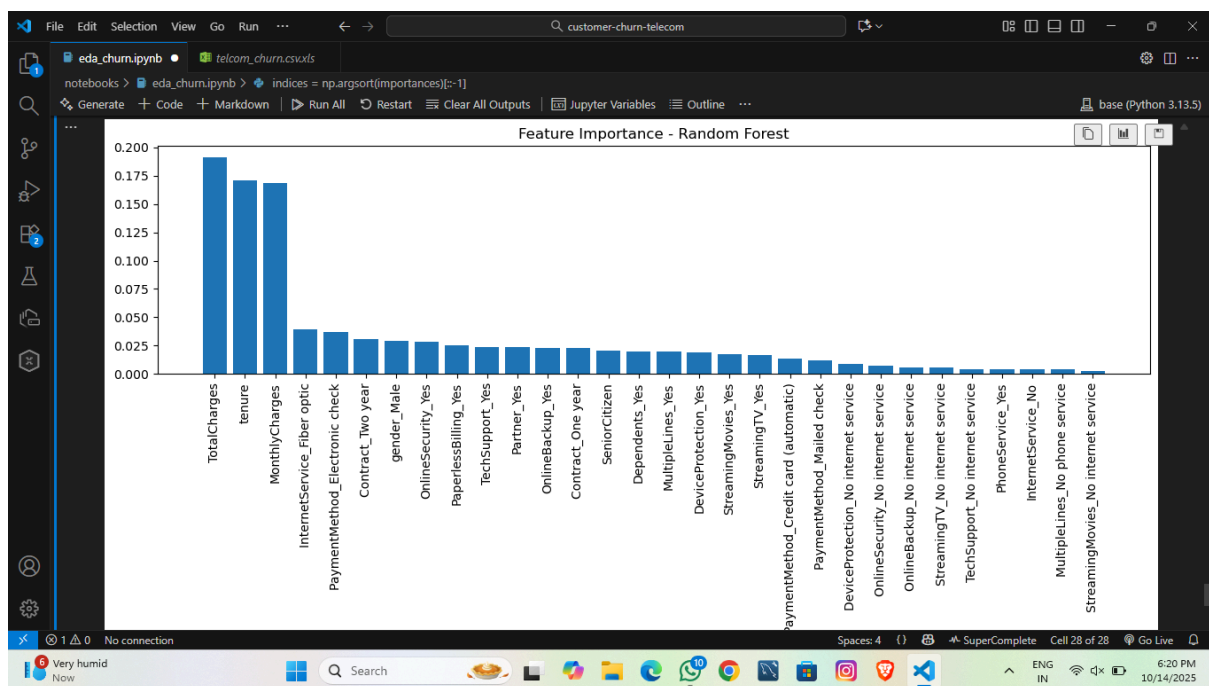 File Edit Selection View Go Run ···
customer-churn-telecom
eda_churn.ipynb
telcom_churn.csv.xls
notebooks > eda_churn.ipynb > indices = np.argsort(importances)[::-1]
Generate + Code + Markdown | Run All Restart Clear All Outputs | Jupyter Variables Outline ···
base (Python 3.13.5)
1
2
Feature Importance - Random Forest
0.200
0.175
0.150
0.125
0.100
0.075
0.050
0.025
0.000
TotalCharges
tenure
MonthlyCharges
InternetService_Fiber optic
PaymentMethod_Electronic check
Contract_Two year
gender_Male
OnlineSecurity_Yes
PaperlessBilling_Yes
TechSupport_Yes
Partner_Yes
OnlineBackup_Yes
Contract_One year
SeniorCitizen
Dependents_Yes
MultipleLines_Yes
DeviceProtection_Yes
StreamingMovies_Yes
StreamingTV_Yes
PaymentMethod_Credit card (automatic)
PaymentMethod_Mailed check
DeviceProtection_No internet service
OnlineSecurity_No internet service
OnlineBackup_No internet service
StreamingTV_No internet service
TechSupport_No internet service
PhoneService_Yes
InternetService_No
MultipleLines_No phone service
StreamingMovies_No internet service
1 0 No connection
Spaces: 4 {} SuperComplete Cell 28 of 28 Go Live
6
Very humid
Now
Search
10
ENG
IN
6:20 PM
10/14/2025